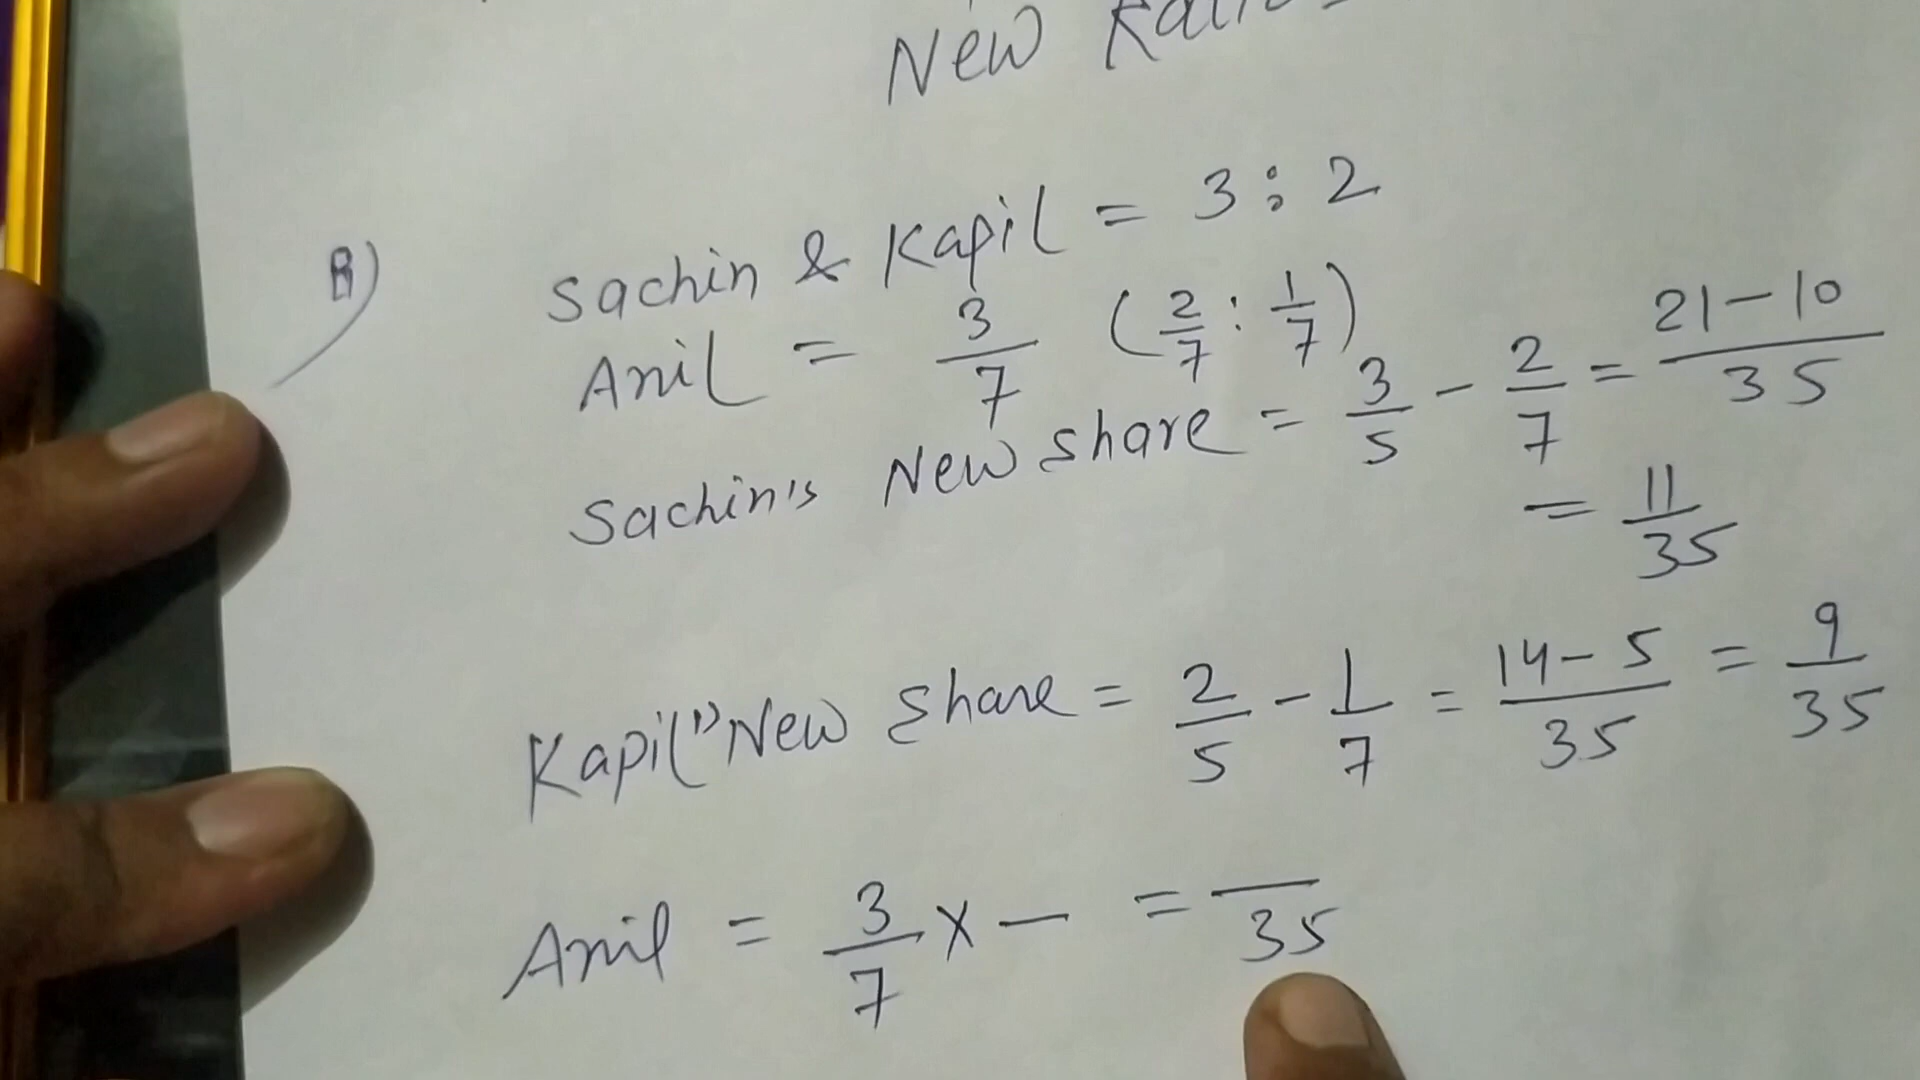 New Ratio
A)
Sachin & Kapil = 3 : 2
Anil = 3/7 (2/7 : 1/7)
Sachin's New share = 3/5 - 2/7 = 21-10/35
= 11/35
Kapil" New share = 2/5 - 1/7 = 14-5/35 = 9/35
Anil = 3/7 x — = —/35